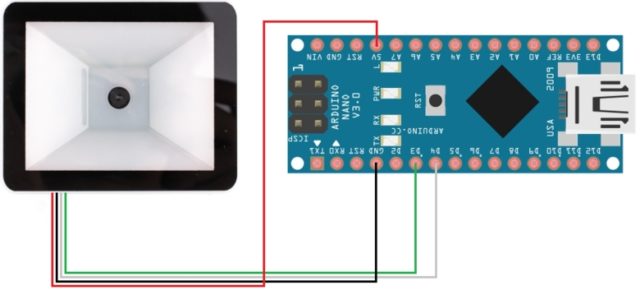 VIN GND RST 5V A7 A6 A5 A4 A3 A2 A1 A0 REF 3V3 D13
1
L
PWR
RX
TX
RST
2009
USA
ARDUINO
NANO
V3.0
ICSP
ARDUINO.CC
TX1 RX0 RST GND D2 D3 D4 D5 D6 D7 D8 D9 D10 D11 D12